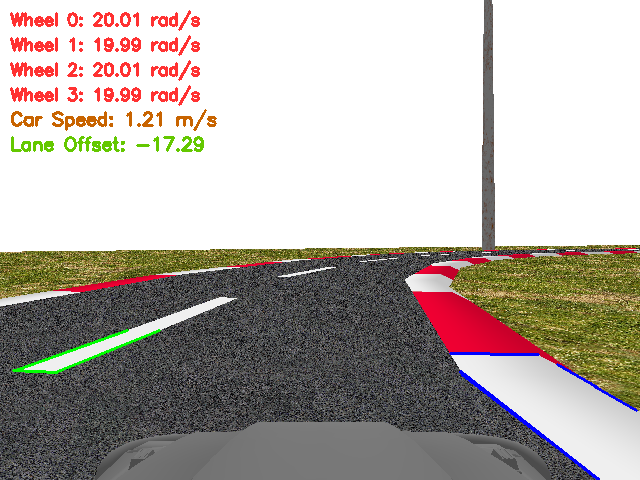 Wheel 0: 20.01 rad/s
Wheel 1: 19.99 rad/s
Wheel 2: 20.01 rad/s
Wheel 3: 19.99 rad/s
Car Speed: 1.21 m/s
Lane Offset: -17.29